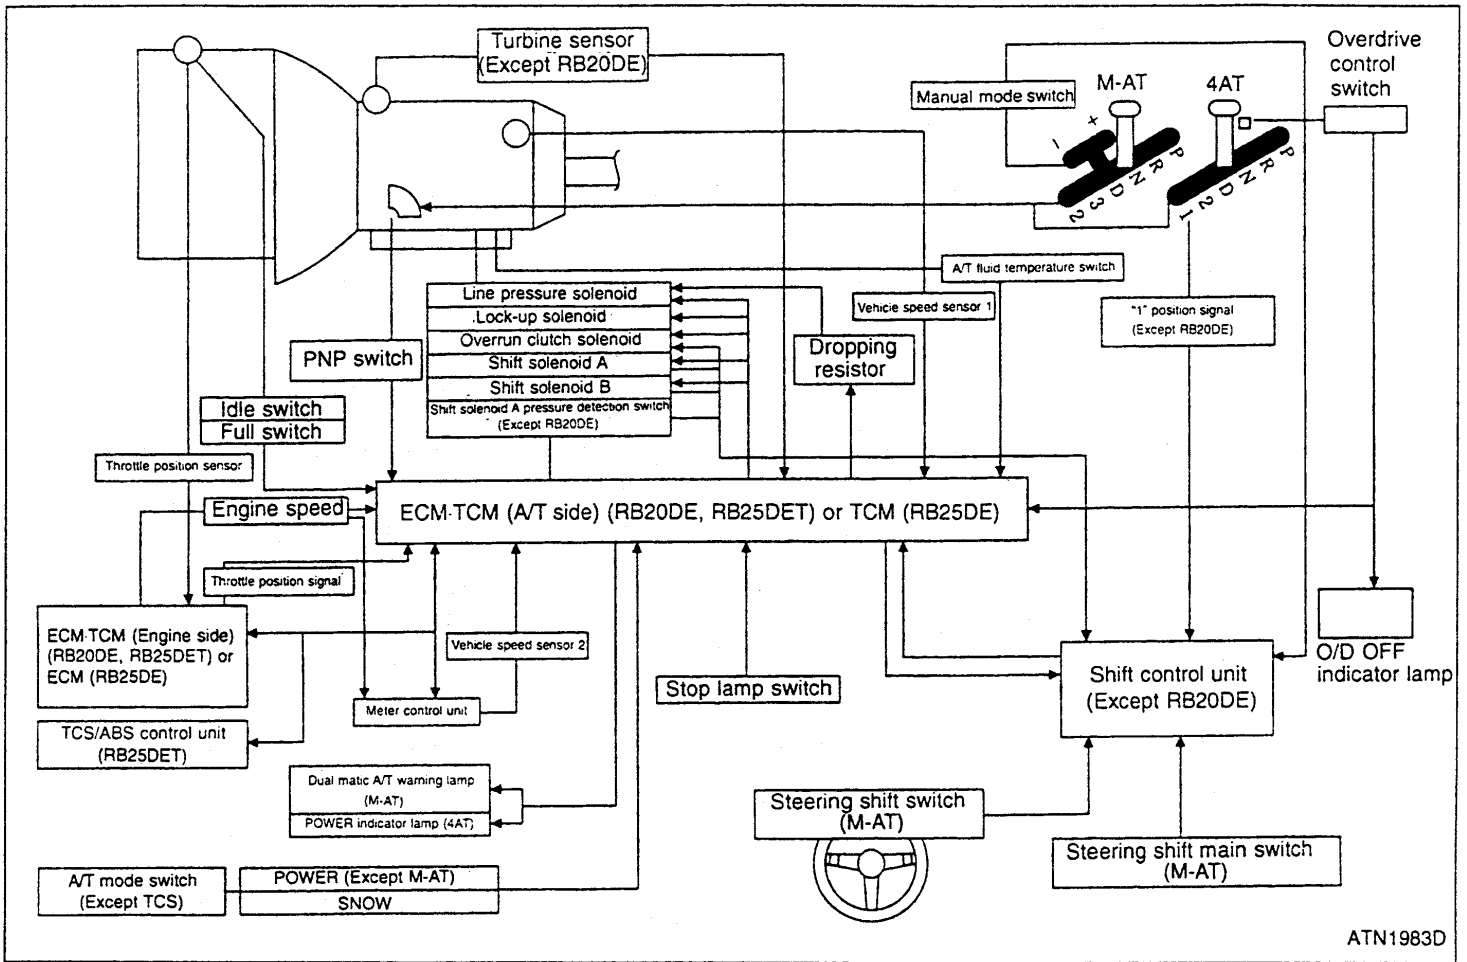 Turbine sensor
(Except RB20DE)
Overdrive
control
switch
Manual mode switch
M-AT
4AT
+
-
P
R
N
D
3
2
P
R
N
D
2
1
A/T fluid temperature switch
Line pressure solenoid
Lock-up solenoid
Overrun clutch solenoid
Shift solenoid A
Shift solenoid B
Shift solenoid A pressure detection switch
(Except RB20DE)
Vehicle speed sensor 1
"1" position signal
(Except RB20DE)
Dropping
resistor
PNP switch
Idle switch
Full switch
Throttle position sensor
Engine speed
ECM·TCM (A/T side) (RB20DE, RB25DET) or TCM (RB25DE)
Throttle position signal
ECM·TCM (Engine side)
(RB20DE, RB25DET) or
ECM (RB25DE)
Vehicle speed sensor 2
Meter control unit
Stop lamp switch
Shift control unit
(Except RB20DE)
O/D OFF
indicator lamp
TCS/ABS control unit
(RB25DET)
Dual matic A/T warning lamp
(M-AT)
POWER indicator lamp (4AT)
Steering shift switch
(M-AT)
Steering shift main switch
(M-AT)
A/T mode switch
(Except TCS)
POWER (Except M-AT)
SNOW
ATN1983D